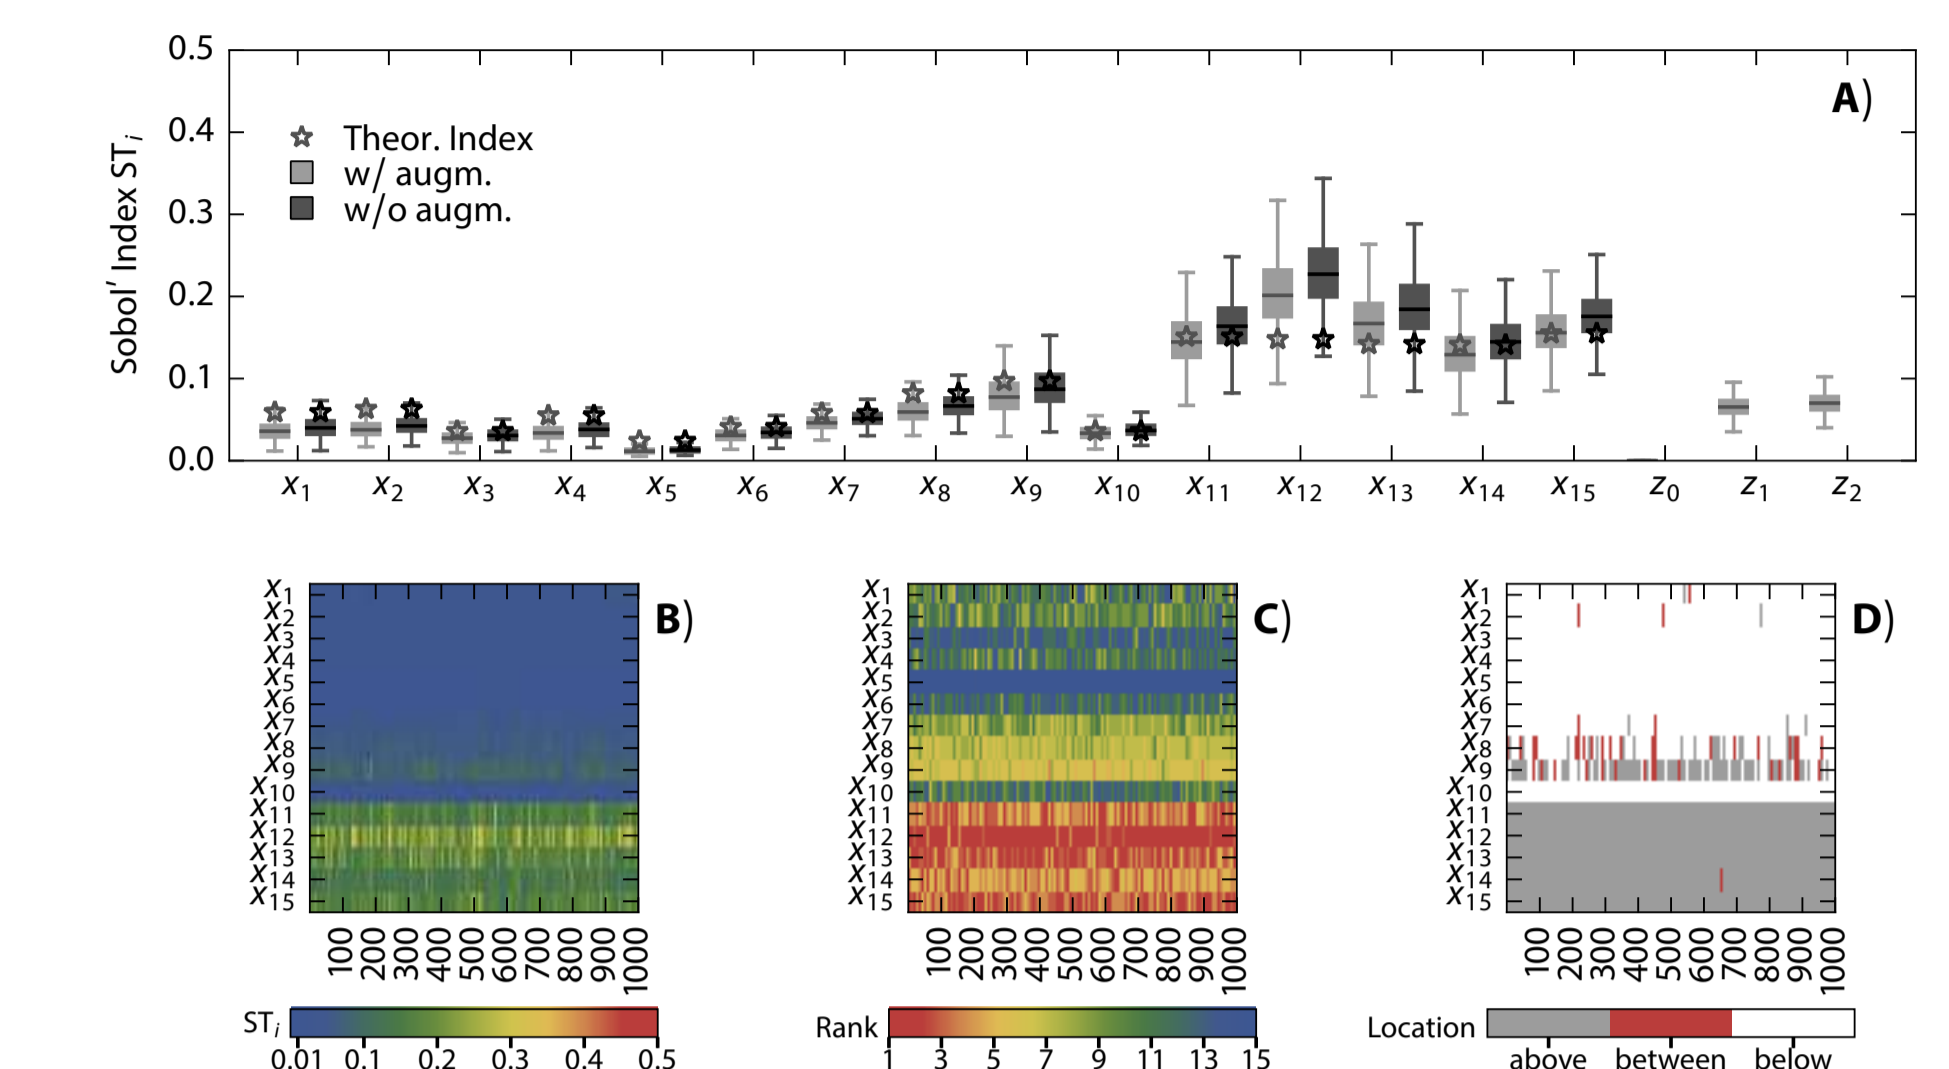 A)
Sobol′ Index STᵢ
0.5
0.4
0.3
0.2
0.1
0.0
Theor. Index
w/ augm.
w/o augm.
x₁ x₂ x₃ x₄ x₅ x₆ x₇ x₈ x₉ x₁₀ x₁₁ x₁₂ x₁₃ x₁₄ x₁₅ z₀ z₁ z₂
B)
x₁
x₂
x₃
x₄
x₅
x₆
x₇
x₈
x₉
x₁₀
x₁₁
x₁₂
x₁₃
x₁₄
x₁₅
100 200 300 400 500 600 700 800 900 1000
STᵢ
0.01 0.1 0.2 0.3 0.4 0.5
C)
x₁
x₂
x₃
x₄
x₅
x₆
x₇
x₈
x₉
x₁₀
x₁₁
x₁₂
x₁₃
x₁₄
x₁₅
100 200 300 400 500 600 700 800 900 1000
Rank
1 3 5 7 9 11 13 15
D)
x₁
x₂
x₃
x₄
x₅
x₆
x₇
x₈
x₉
x₁₀
x₁₁
x₁₂
x₁₃
x₁₄
x₁₅
100 200 300 400 500 600 700 800 900 1000
Location
above between below